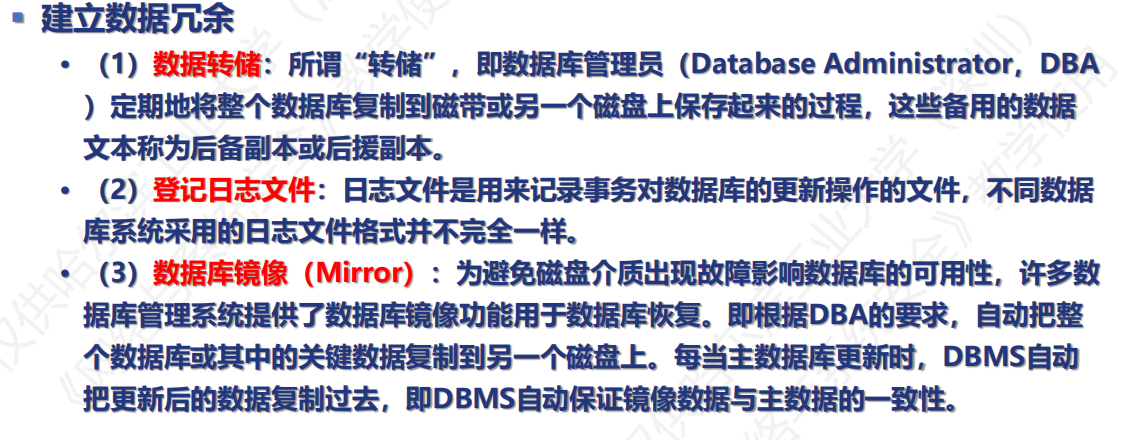 ▪ 建立数据冗余
• （1）数据转储：所谓“转储”，即数据库管理员（Database Administrator，DBA
）定期地将整个数据库复制到磁带或另一个磁盘上保存起来的过程，这些备用的数据
文本称为后备副本或后援副本。
• （2）登记日志文件：日志文件是用来记录事务对数据库的更新操作的文件，不同数据
库系统采用的日志文件格式并不完全一样。
• （3）数据库镜像（Mirror）：为避免磁盘介质出现故障影响数据库的可用性，许多数
据库管理系统提供了数据库镜像功能用于数据库恢复。即根据DBA的要求，自动把整
个数据库或其中的关键数据复制到另一个磁盘上。每当主数据库更新时，DBMS自动
把更新后的数据复制过去，即DBMS自动保证镜像数据与主数据的一致性。